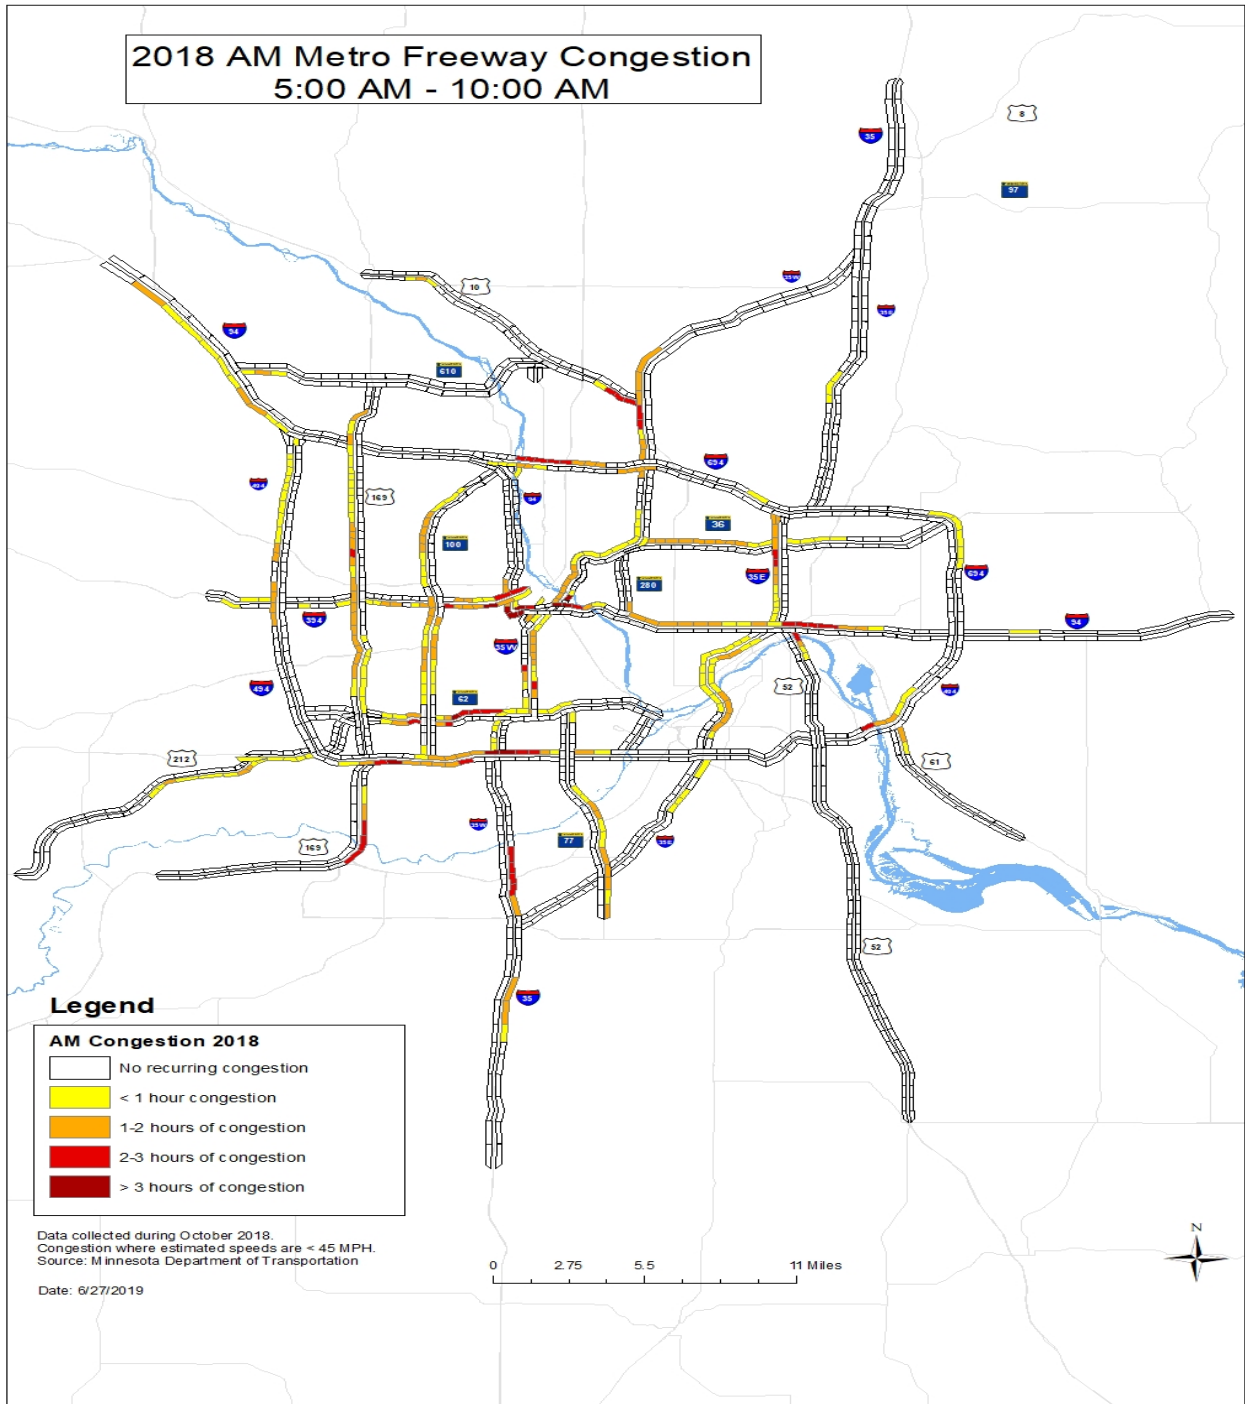 2018 AM Metro Freeway Congestion
5:00 AM - 10:00 AM
8
35
97
35W
10
35E
94
610
694
494
169
94
36
100
35E
280
694
394
94
35W
494
52
494
62
212
61
35W
77
35E
169
52
35
Legend
AM Congestion 2018
No recurring congestion
< 1 hour congestion
1-2 hours of congestion
2-3 hours of congestion
> 3 hours of congestion
Data collected during October 2018.
Congestion where estimated speeds are < 45 MPH.
Source: Minnesota Department of Transportation
Date: 6/27/2019
0 2.75 5.5 11 Miles
N